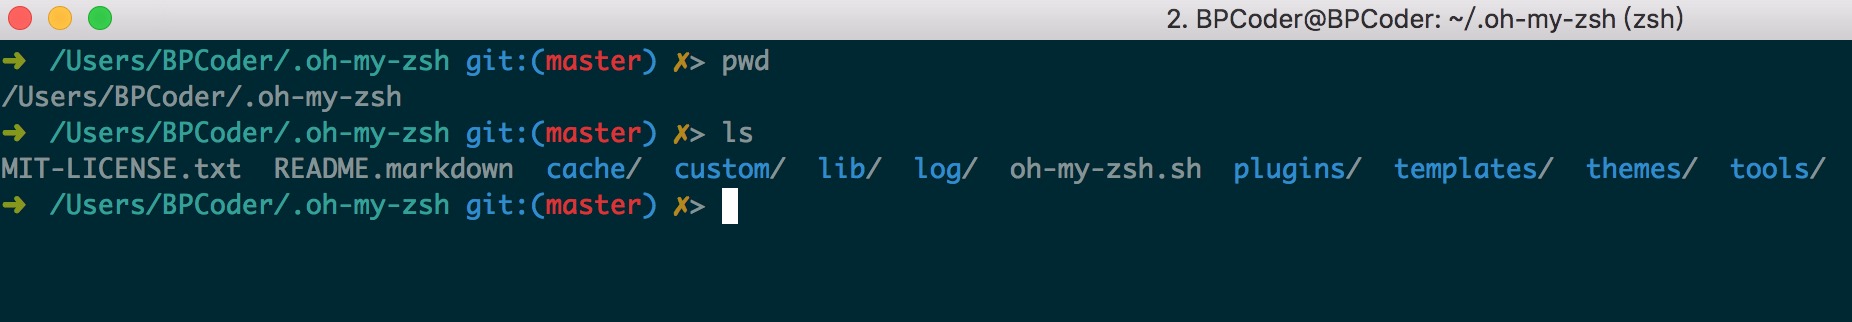 2. BPCoder@BPCoder: ~/.oh-my-zsh (zsh)
➜  /Users/BPCoder/.oh-my-zsh git:(master) ✗> pwd
/Users/BPCoder/.oh-my-zsh
➜  /Users/BPCoder/.oh-my-zsh git:(master) ✗> ls
MIT-LICENSE.txt  README.markdown  cache/  custom/  lib/  log/  oh-my-zsh.sh  plugins/  templates/  themes/  tools/
➜  /Users/BPCoder/.oh-my-zsh git:(master) ✗>